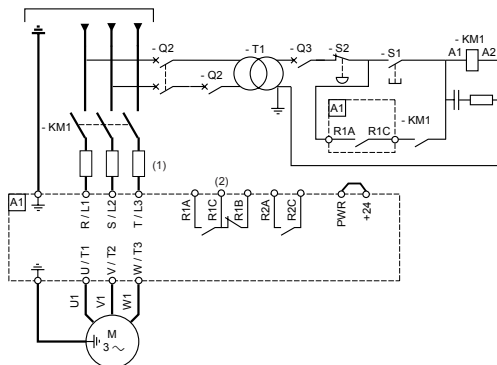 - Q2
- T1
- Q3
- S2
- S1
- KM1
A1
A2
- Q2
A1
R1A
R1C
- KM1
- KM1
(1)
A1
R / L1
S / L2
T / L3
(2)
R1A
R1C
R1B
R2A
R2C
PWR
+24
U / T1
V / T2
W / T3
U1
V1
W1
M
3